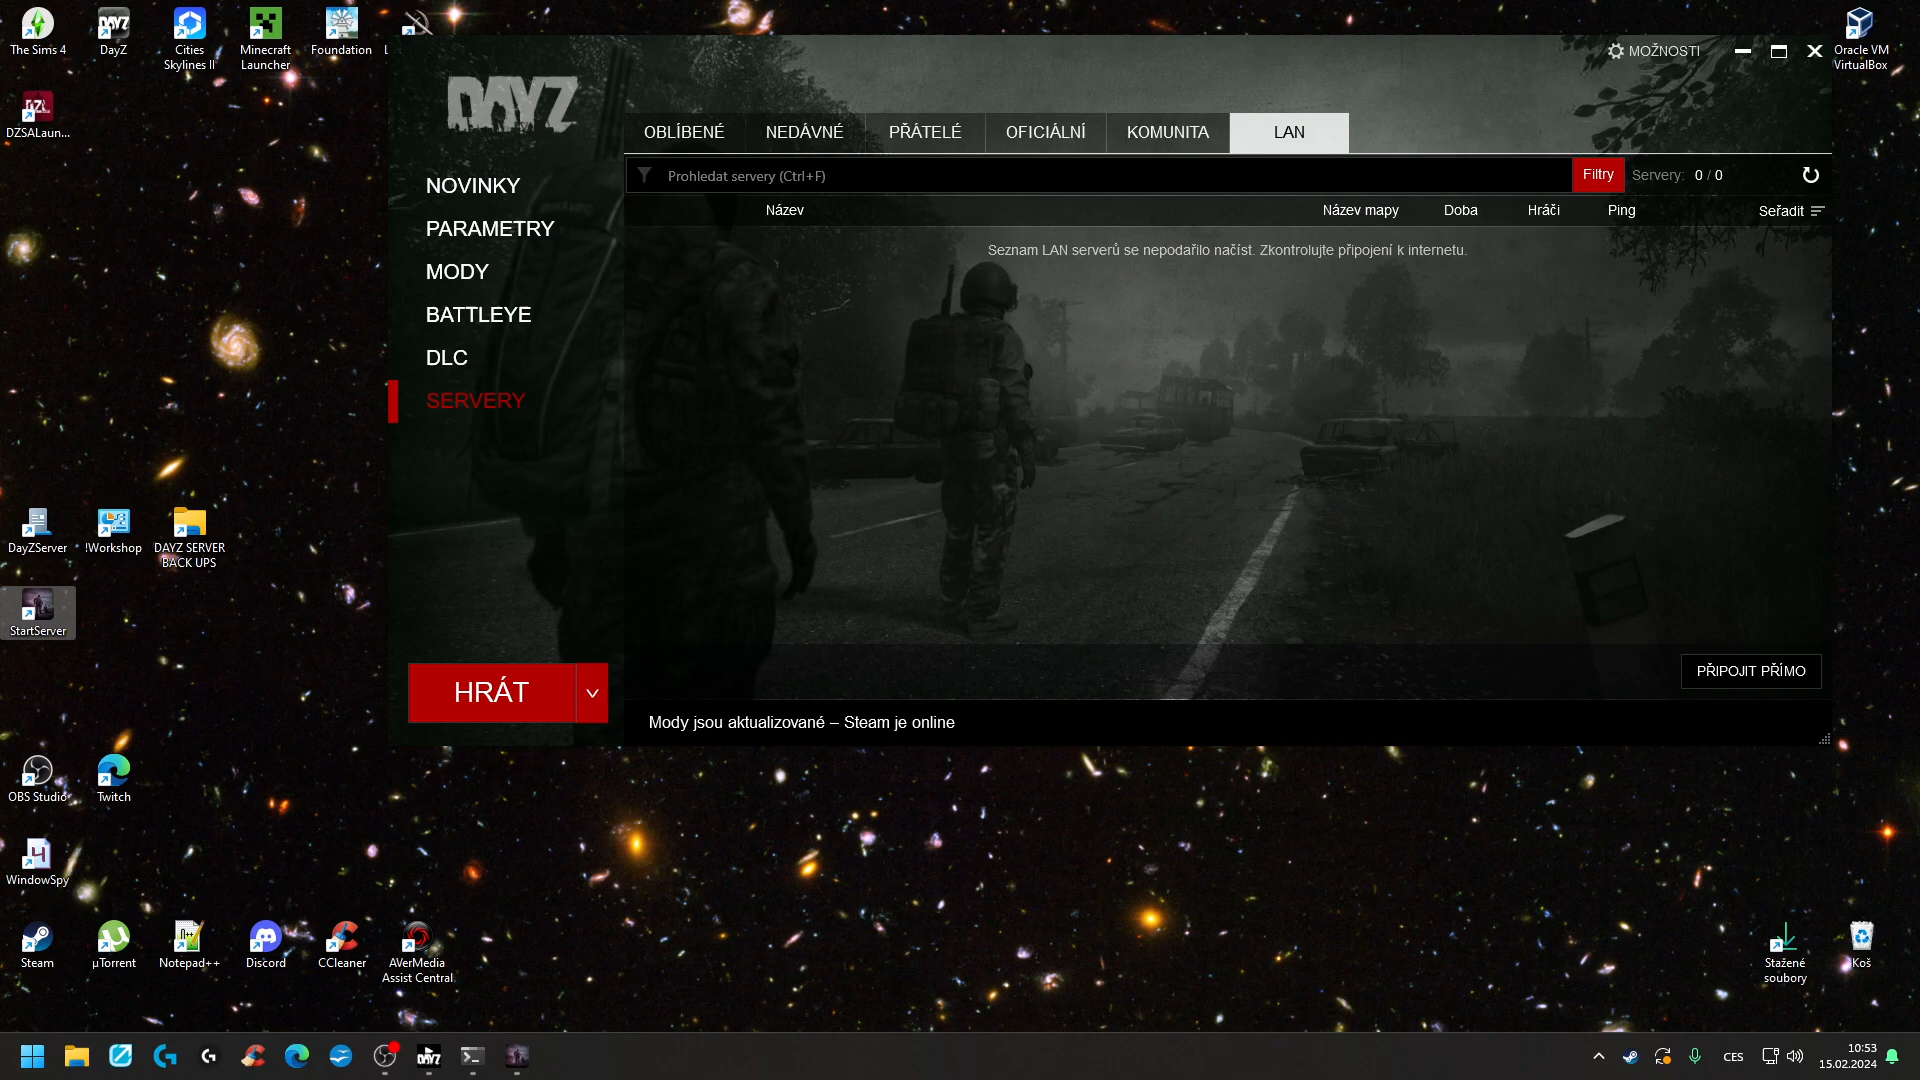 The Sims 4
DayZ
Cities
Skylines II
Minecraft
Launcher
Foundation
DZSALaun...
Oracle VM
VirtualBox
MOŽNOSTI
DAYZ
OBLÍBENÉ
NEDÁVNÉ
PŘÁTELÉ
OFICIÁLNÍ
KOMUNITA
LAN
Prohledat servery (Ctrl+F)
Filtry
Servery: 0 / 0
Název
Název mapy
Doba
Hráči
Ping
Seřadit
Seznam LAN serverů se nepodařilo načíst. Zkontrolujte připojení k internetu.
NOVINKY
PARAMETRY
MODY
BATTLEYE
DLC
SERVERY
HRÁT
PŘIPOJIT PŘÍMO
Mody jsou aktualizované – Steam je online
DayZServer
!Workshop
DAYZ SERVER
BACK UPS
StartServer
OBS Studio
Twitch
WindowSpy
Steam
µTorrent
Notepad++
Discord
CCleaner
AVerMedia
Assist Central
Stažené
soubory
Koš
CES
10:53
15.02.2024